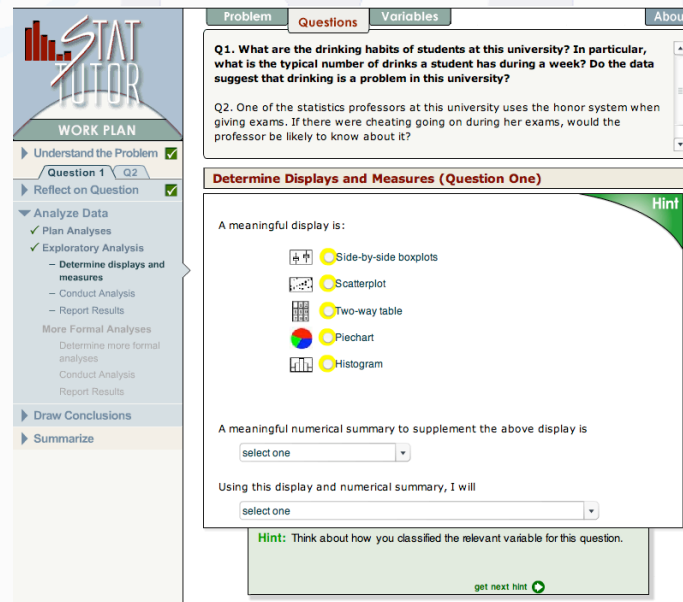 Problem
Questions
Variables
Abou
STAT
TUTOR
WORK PLAN
Understand the Problem
Question 1
Q2
Reflect on Question
Analyze Data
Plan Analyses
Exploratory Analysis
– Determine displays and
measures
– Conduct Analysis
– Report Results
More Formal Analyses
Determine more formal
analyses
Conduct Analysis
Report Results
Draw Conclusions
Summarize
Q1. What are the drinking habits of students at this university? In particular,
what is the typical number of drinks a student has during a week? Do the data
suggest that drinking is a problem in this university?
Q2. One of the statistics professors at this university uses the honor system when
giving exams. If there were cheating going on during her exams, would the
professor be likely to know about it?
Determine Displays and Measures (Question One)
Hint
A meaningful display is:
Side-by-side boxplots
Scatterplot
Two-way table
Piechart
Histogram
A meaningful numerical summary to supplement the above display is
select one
Using this display and numerical summary, I will
select one
Hint: Think about how you classified the relevant variable for this question.
get next hint